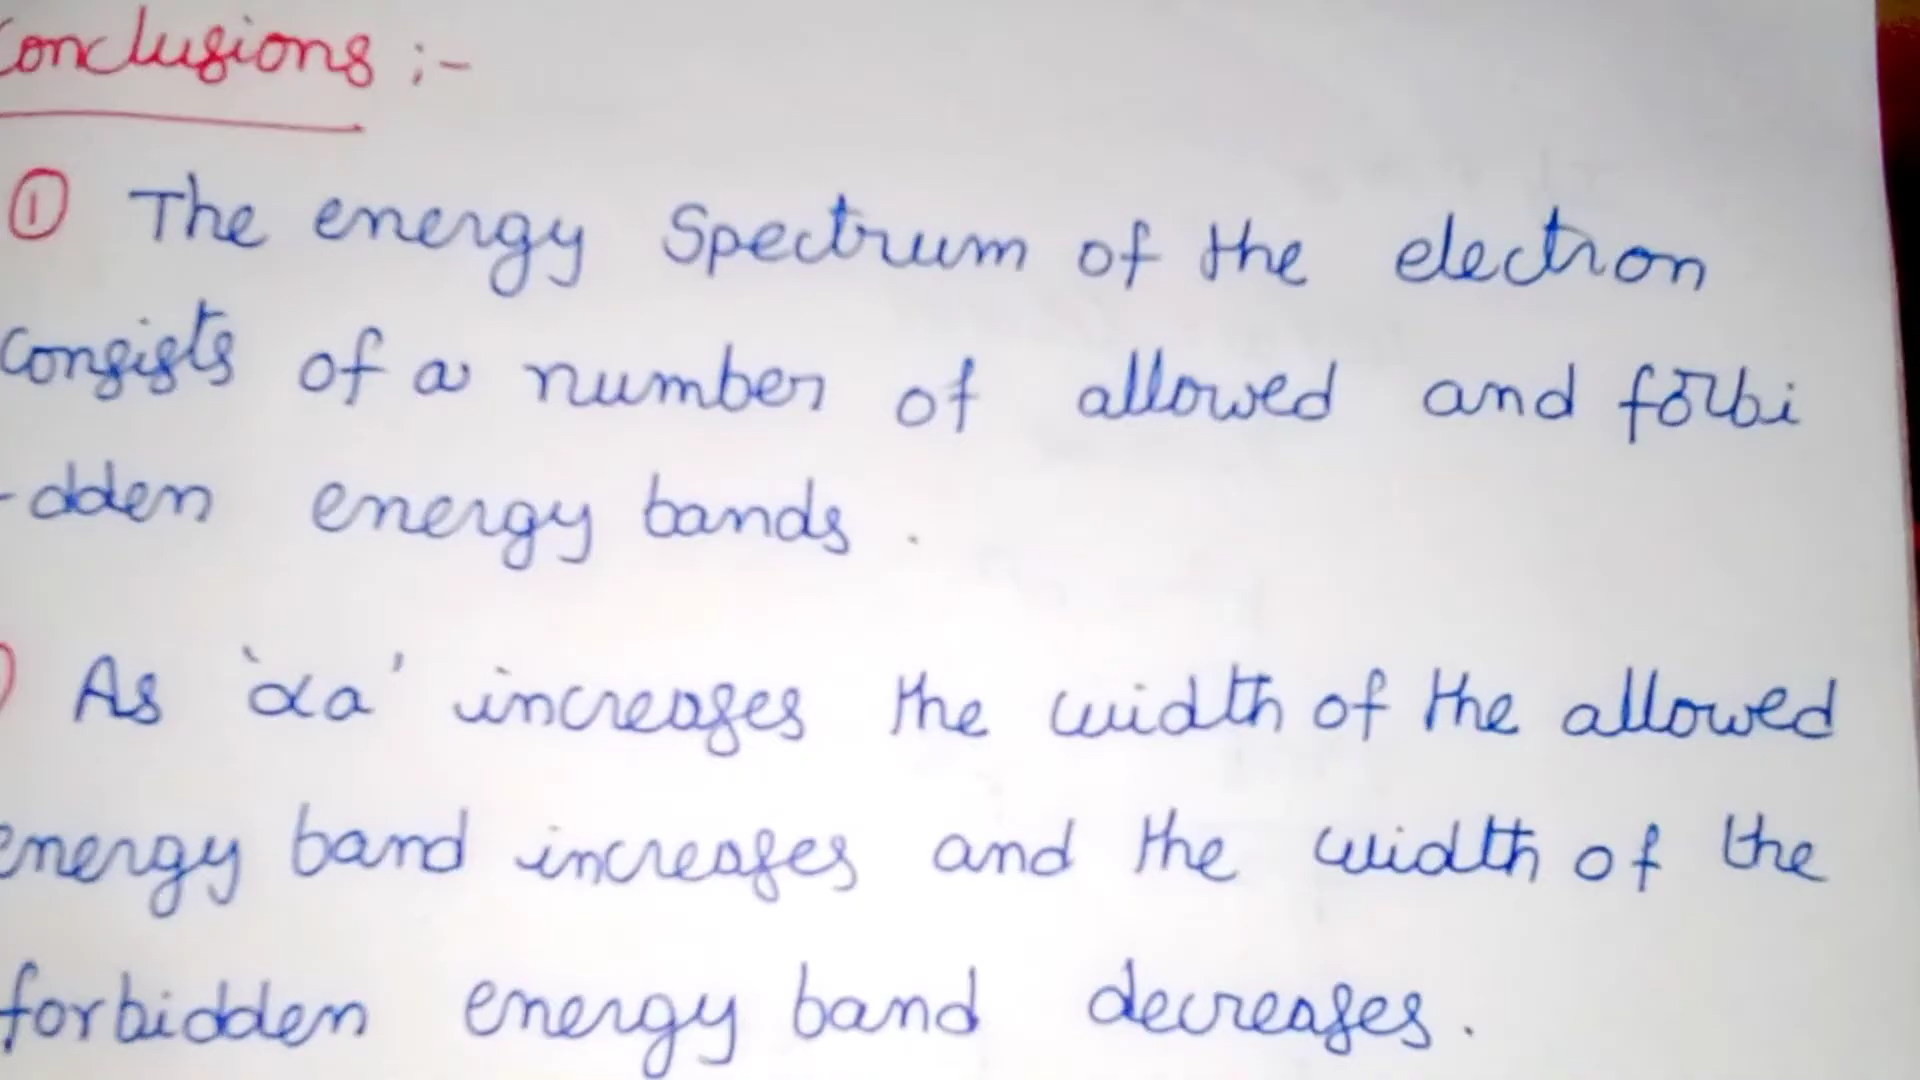 Conclusions :-
① The energy Spectrum of the electron
consists of a number of allowed and forbi
-dden energy bands .
As 'αa' increases the width of the allowed
energy band increases and the width of the
forbidden energy band decreases .